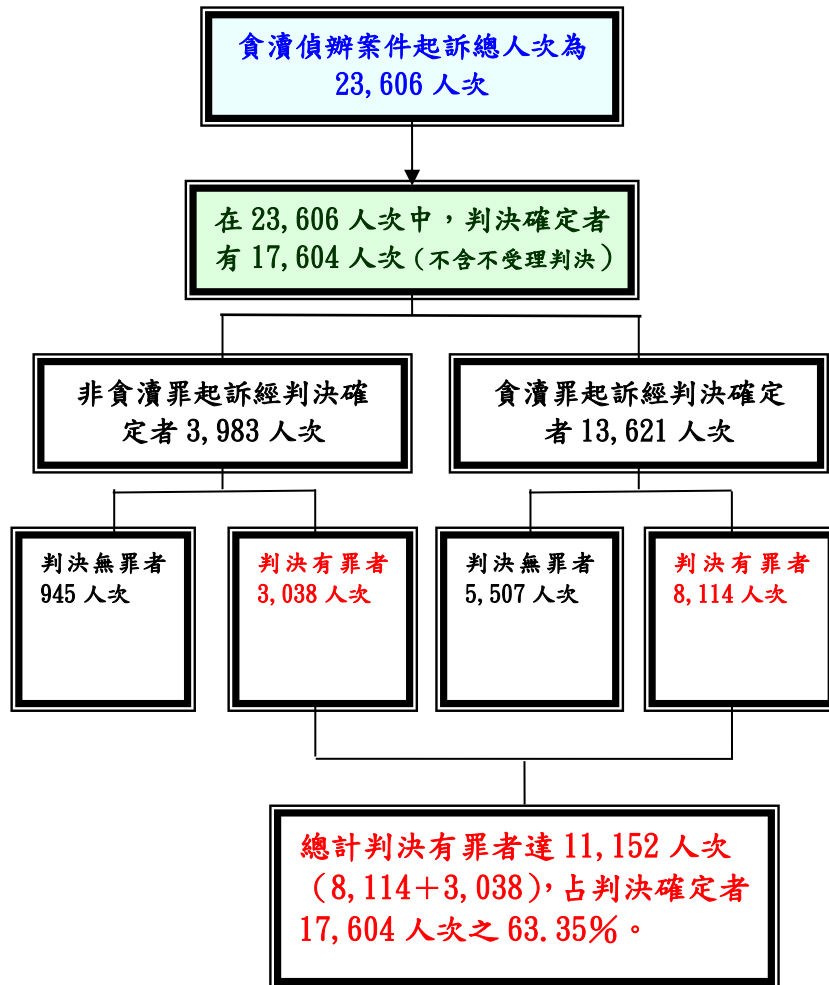 貪瀆偵辦案件起訴總人次為
23,606 人次
在 23,606 人次中，判決確定者
有 17,604 人次（不含不受理判決）
非貪瀆罪起訴經判決確
定者 3,983 人次
貪瀆罪起訴經判決確定
者 13,621 人次
判決無罪者
945 人次
判決有罪者
3,038 人次
判決無罪者
5,507 人次
判決有罪者
8,114 人次
總計判決有罪者達 11,152 人次
（8,114＋3,038），占判決確定者
17,604 人次之 63.35％。